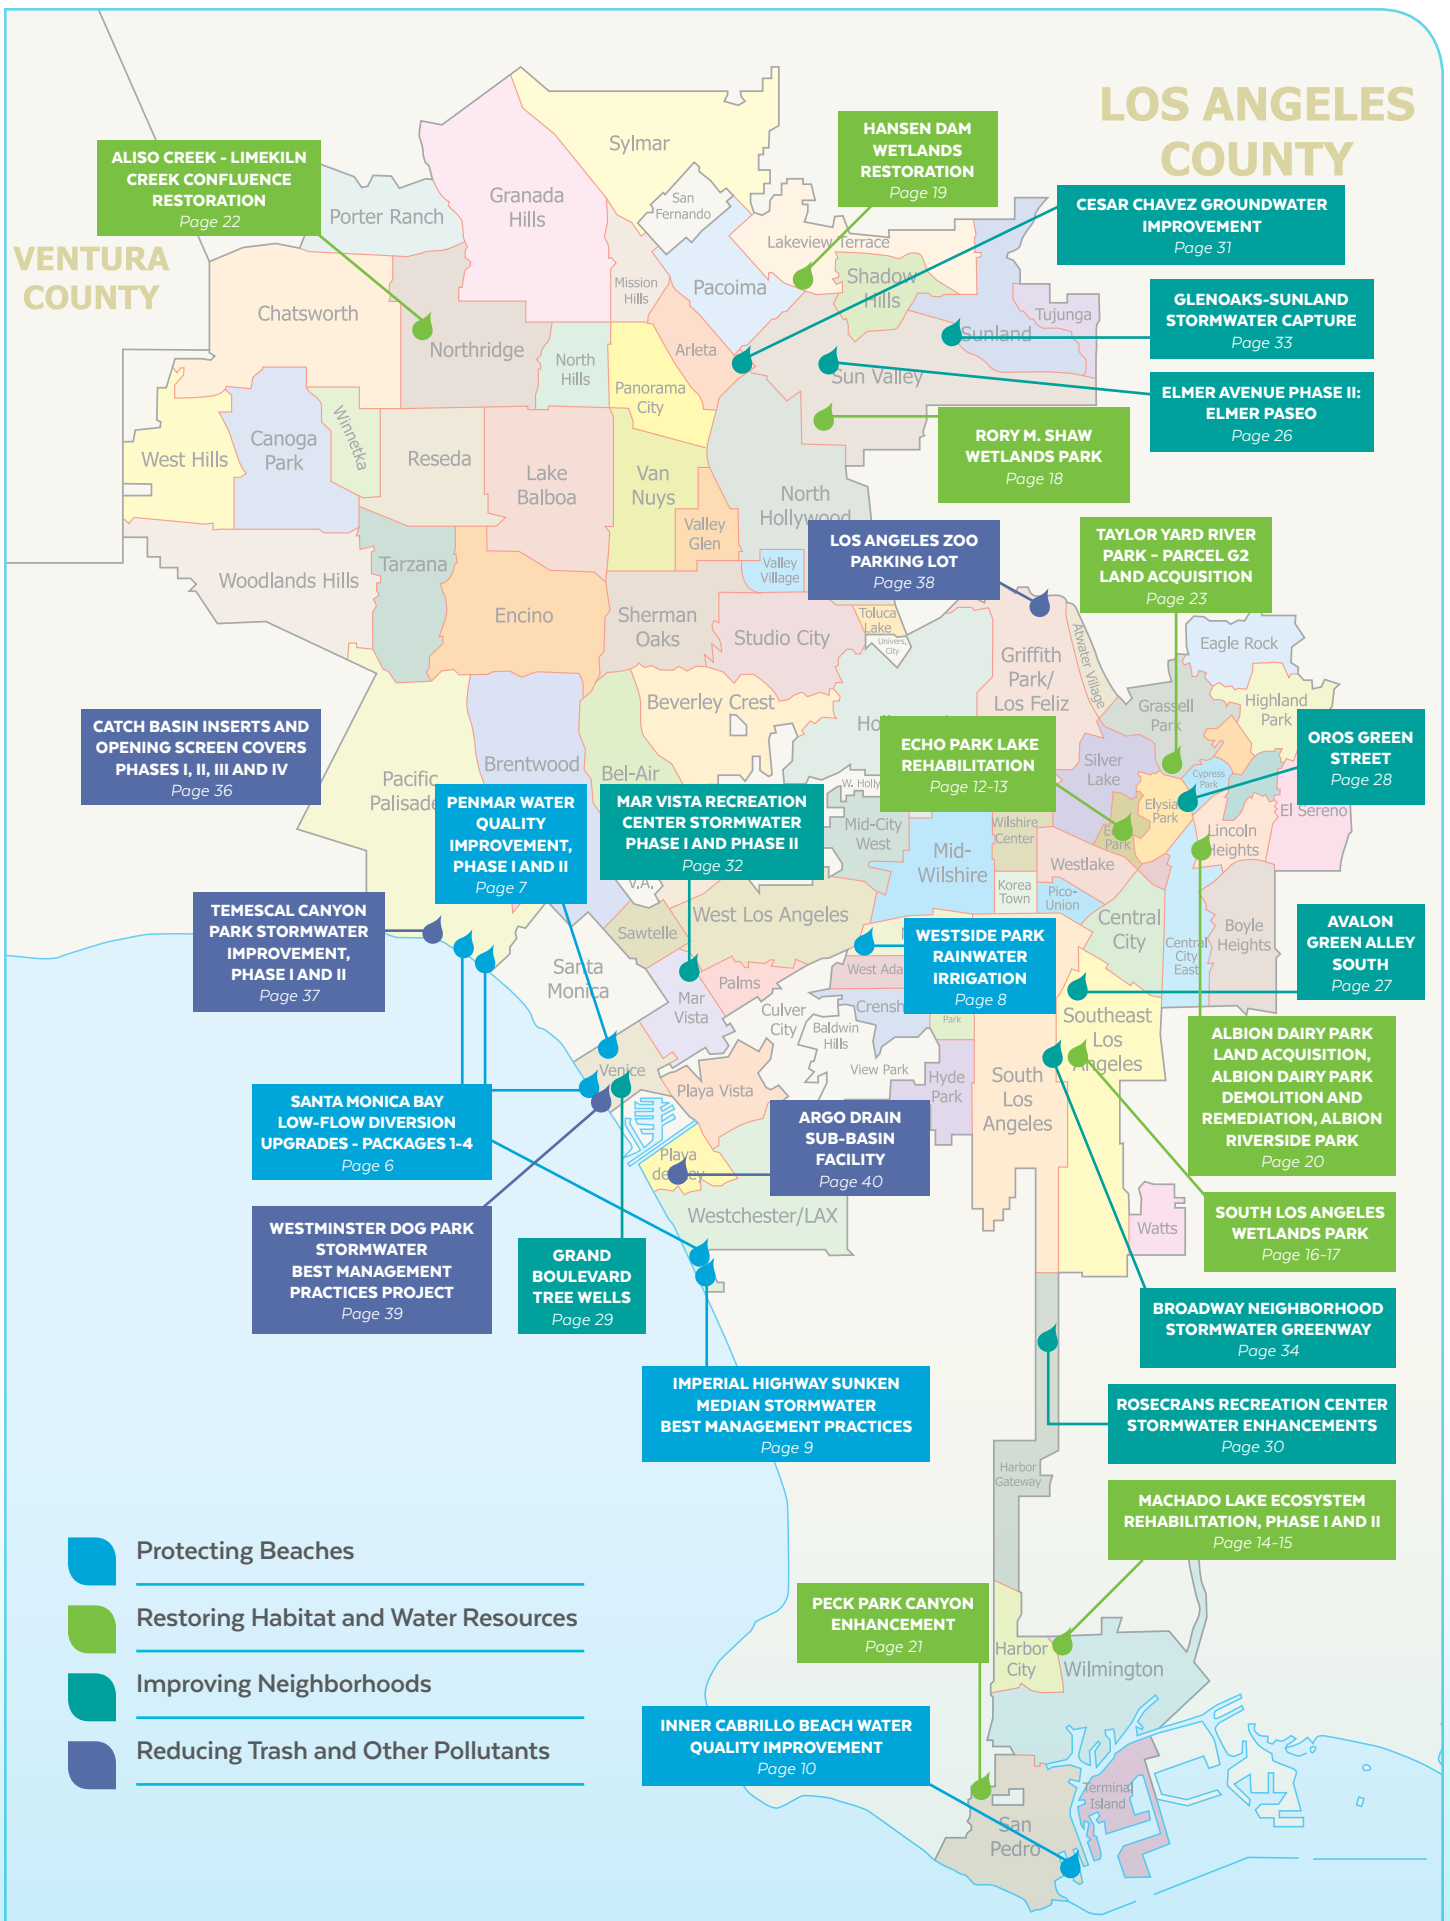 LOS ANGELES
COUNTY
VENTURA
COUNTY
ALISO CREEK - LIMEKILN
CREEK CONFLUENCE
RESTORATION
Page 22
HANSEN DAM
WETLANDS
RESTORATION
Page 19
CESAR CHAVEZ GROUNDWATER
IMPROVEMENT
Page 31
GLENOAKS-SUNLAND
STORMWATER CAPTURE
Page 33
ELMER AVENUE PHASE II:
ELMER PASEO
Page 26
RORY M. SHAW
WETLANDS PARK
Page 18
LOS ANGELES ZOO
PARKING LOT
Page 38
TAYLOR YARD RIVER
PARK - PARCEL G2
LAND ACQUISITION
Page 23
CATCH BASIN INSERTS AND
OPENING SCREEN COVERS
PHASES I, II, III AND IV
Page 36
ECHO PARK LAKE
REHABILITATION
Page 12-13
OROS GREEN
STREET
Page 28
PENMAR WATER
QUALITY
IMPROVEMENT,
PHASE I AND II
Page 7
MAR VISTA RECREATION
CENTER STORMWATER
PHASE I AND PHASE II
Page 32
TEMESCAL CANYON
PARK STORMWATER
IMPROVEMENT,
PHASE I AND II
Page 37
WESTSIDE PARK
RAINWATER
IRRIGATION
Page 8
AVALON
GREEN ALLEY
SOUTH
Page 27
ALBION DAIRY PARK
LAND ACQUISITION,
ALBION DAIRY PARK
DEMOLITION AND
REMEDIATION, ALBION
RIVERSIDE PARK
Page 20
SANTA MONICA BAY
LOW-FLOW DIVERSION
UPGRADES - PACKAGES 1-4
Page 6
ARGO DRAIN
SUB-BASIN
FACILITY
Page 40
WESTMINSTER DOG PARK
STORMWATER
BEST MANAGEMENT
PRACTICES PROJECT
Page 39
GRAND
BOULEVARD
TREE WELLS
Page 29
SOUTH LOS ANGELES
WETLANDS PARK
Page 16-17
BROADWAY NEIGHBORHOOD
STORMWATER GREENWAY
Page 34
IMPERIAL HIGHWAY SUNKEN
MEDIAN STORMWATER
BEST MANAGEMENT PRACTICES
Page 9
ROSECRANS RECREATION CENTER
STORMWATER ENHANCEMENTS
Page 30
MACHADO LAKE ECOSYSTEM
REHABILITATION, PHASE I AND II
Page 14-15
PECK PARK CANYON
ENHANCEMENT
Page 21
INNER CABRILLO BEACH WATER
QUALITY IMPROVEMENT
Page 10
Sylmar
San
Fernando
Granada
Hills
Porter Ranch
Lakeview Terrace
Mission
Hills
Pacoima
Shadow
Hills
Tujunga
Sunland
Chatsworth
Northridge
North
Hills
Arleta
Sun Valley
Panorama
City
Winnetka
West Hills
Canoga
Park
Reseda
Lake
Balboa
Van
Nuys
North
Hollywood
Valley
Glen
Valley
Village
Woodlands Hills
Tarzana
Encino
Sherman
Oaks
Studio City
Toluca
Lake
Univers.
City
Griffith
Park/
Los Feliz
Atwater Village
Eagle Rock
Grassell
Park
Highland
Park
Beverley Crest
Ho
Brentwood
Bel-Air
Pacific
Palisade
Silver
Lake
Cypress
Park
Elysia
Park
E
Park
El Sereno
Lincoln
Heights
W. Holly
Mid-City
West
Mid-
Wilshire
Wilshire
Center
Westlake
Korea
Town
Pico-
Union
Central
City
Central
City
East
Boyle
Heights
V.A.
West Los Angeles
Sawtelle
Santa
Monica
Mar
Vista
Palms
West Ada
Culver
City
Crensh
Baldwin
Hills
Park
View Park
Hyde
Park
South
Los
Angeles
Southeast
Los
Angeles
Venice
Playa Vista
Playa
de
ey
Westchester/LAX
Watts
Harbor
Gateway
Harbor
City
Wilmington
Terminal
Island
San
Pedro
Protecting Beaches
Restoring Habitat and Water Resources
Improving Neighborhoods
Reducing Trash and Other Pollutants